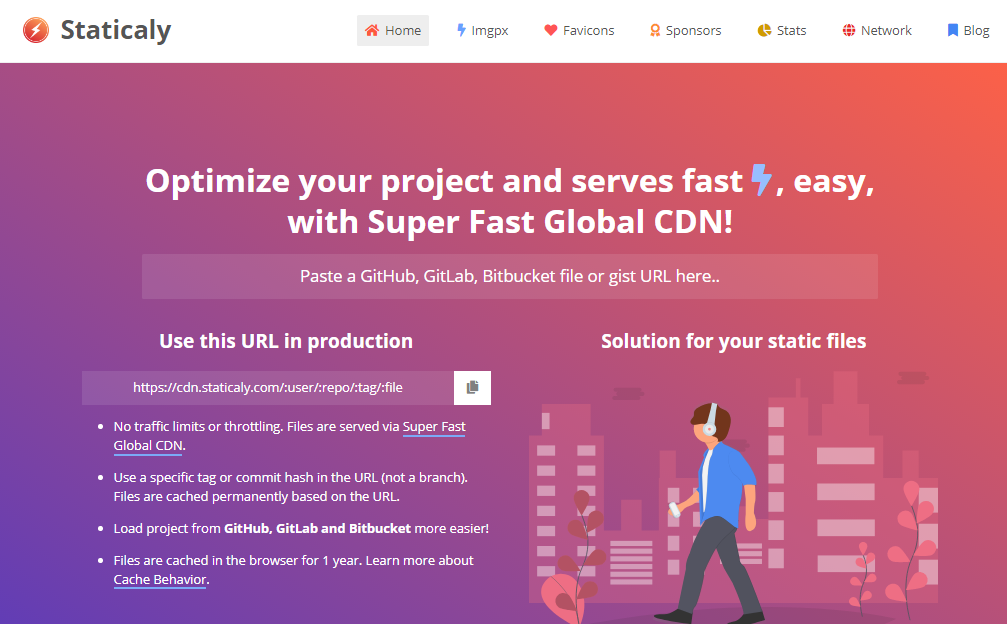 Staticaly
Home
Imgpx
Favicons
Sponsors
Stats
Network
Blog
Optimize your project and serves fast , easy,
with Super Fast Global CDN!
Paste a GitHub, GitLab, Bitbucket file or gist URL here..
Use this URL in production
https://cdn.staticaly.com/:user/:repo/:tag/:file
No traffic limits or throttling. Files are served via Super Fast
Global CDN.
Use a specific tag or commit hash in the URL (not a branch).
Files are cached permanently based on the URL.
Load project from GitHub, GitLab and Bitbucket more easier!
Files are cached in the browser for 1 year. Learn more about
Cache Behavior.
Solution for your static files